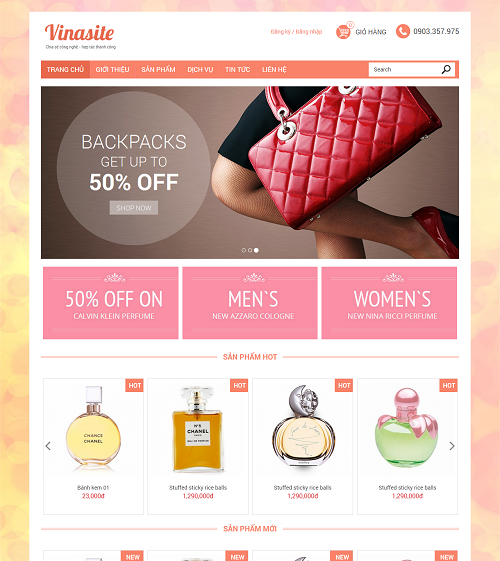 Vinasite
Chia sẻ công nghệ - hợp tác thành công
Đăng ký / Đăng nhập
0
GIỎ HÀNG
0903.357.975
TRANG CHỦ GIỚI THIỆU SẢN PHẨM DỊCH VỤ TIN TỨC LIÊN HỆ
Search
BACKPACKS
GET UP TO
50% OFF
SHOP NOW
50% OFF ON
CALVIN KLEIN PERFUME
MEN`S
NEW AZZARO COLOGNE
WOMEN`S
NEW NINA RICCI PERFUME
SẢN PHẨM HOT
HOT HOT HOT HOT
CHANCE
CHANEL
N°5
CHANEL
PARIS
EAU DE PARFUM
Bánh kem 01
23,000đ
Stuffed sticky rice balls
1,290,000đ
Stuffed sticky rice balls
1,290,000đ
Stuffed sticky rice balls
1,290,000đ
SẢN PHẨM MỚI
NEW NEW NEW NEW